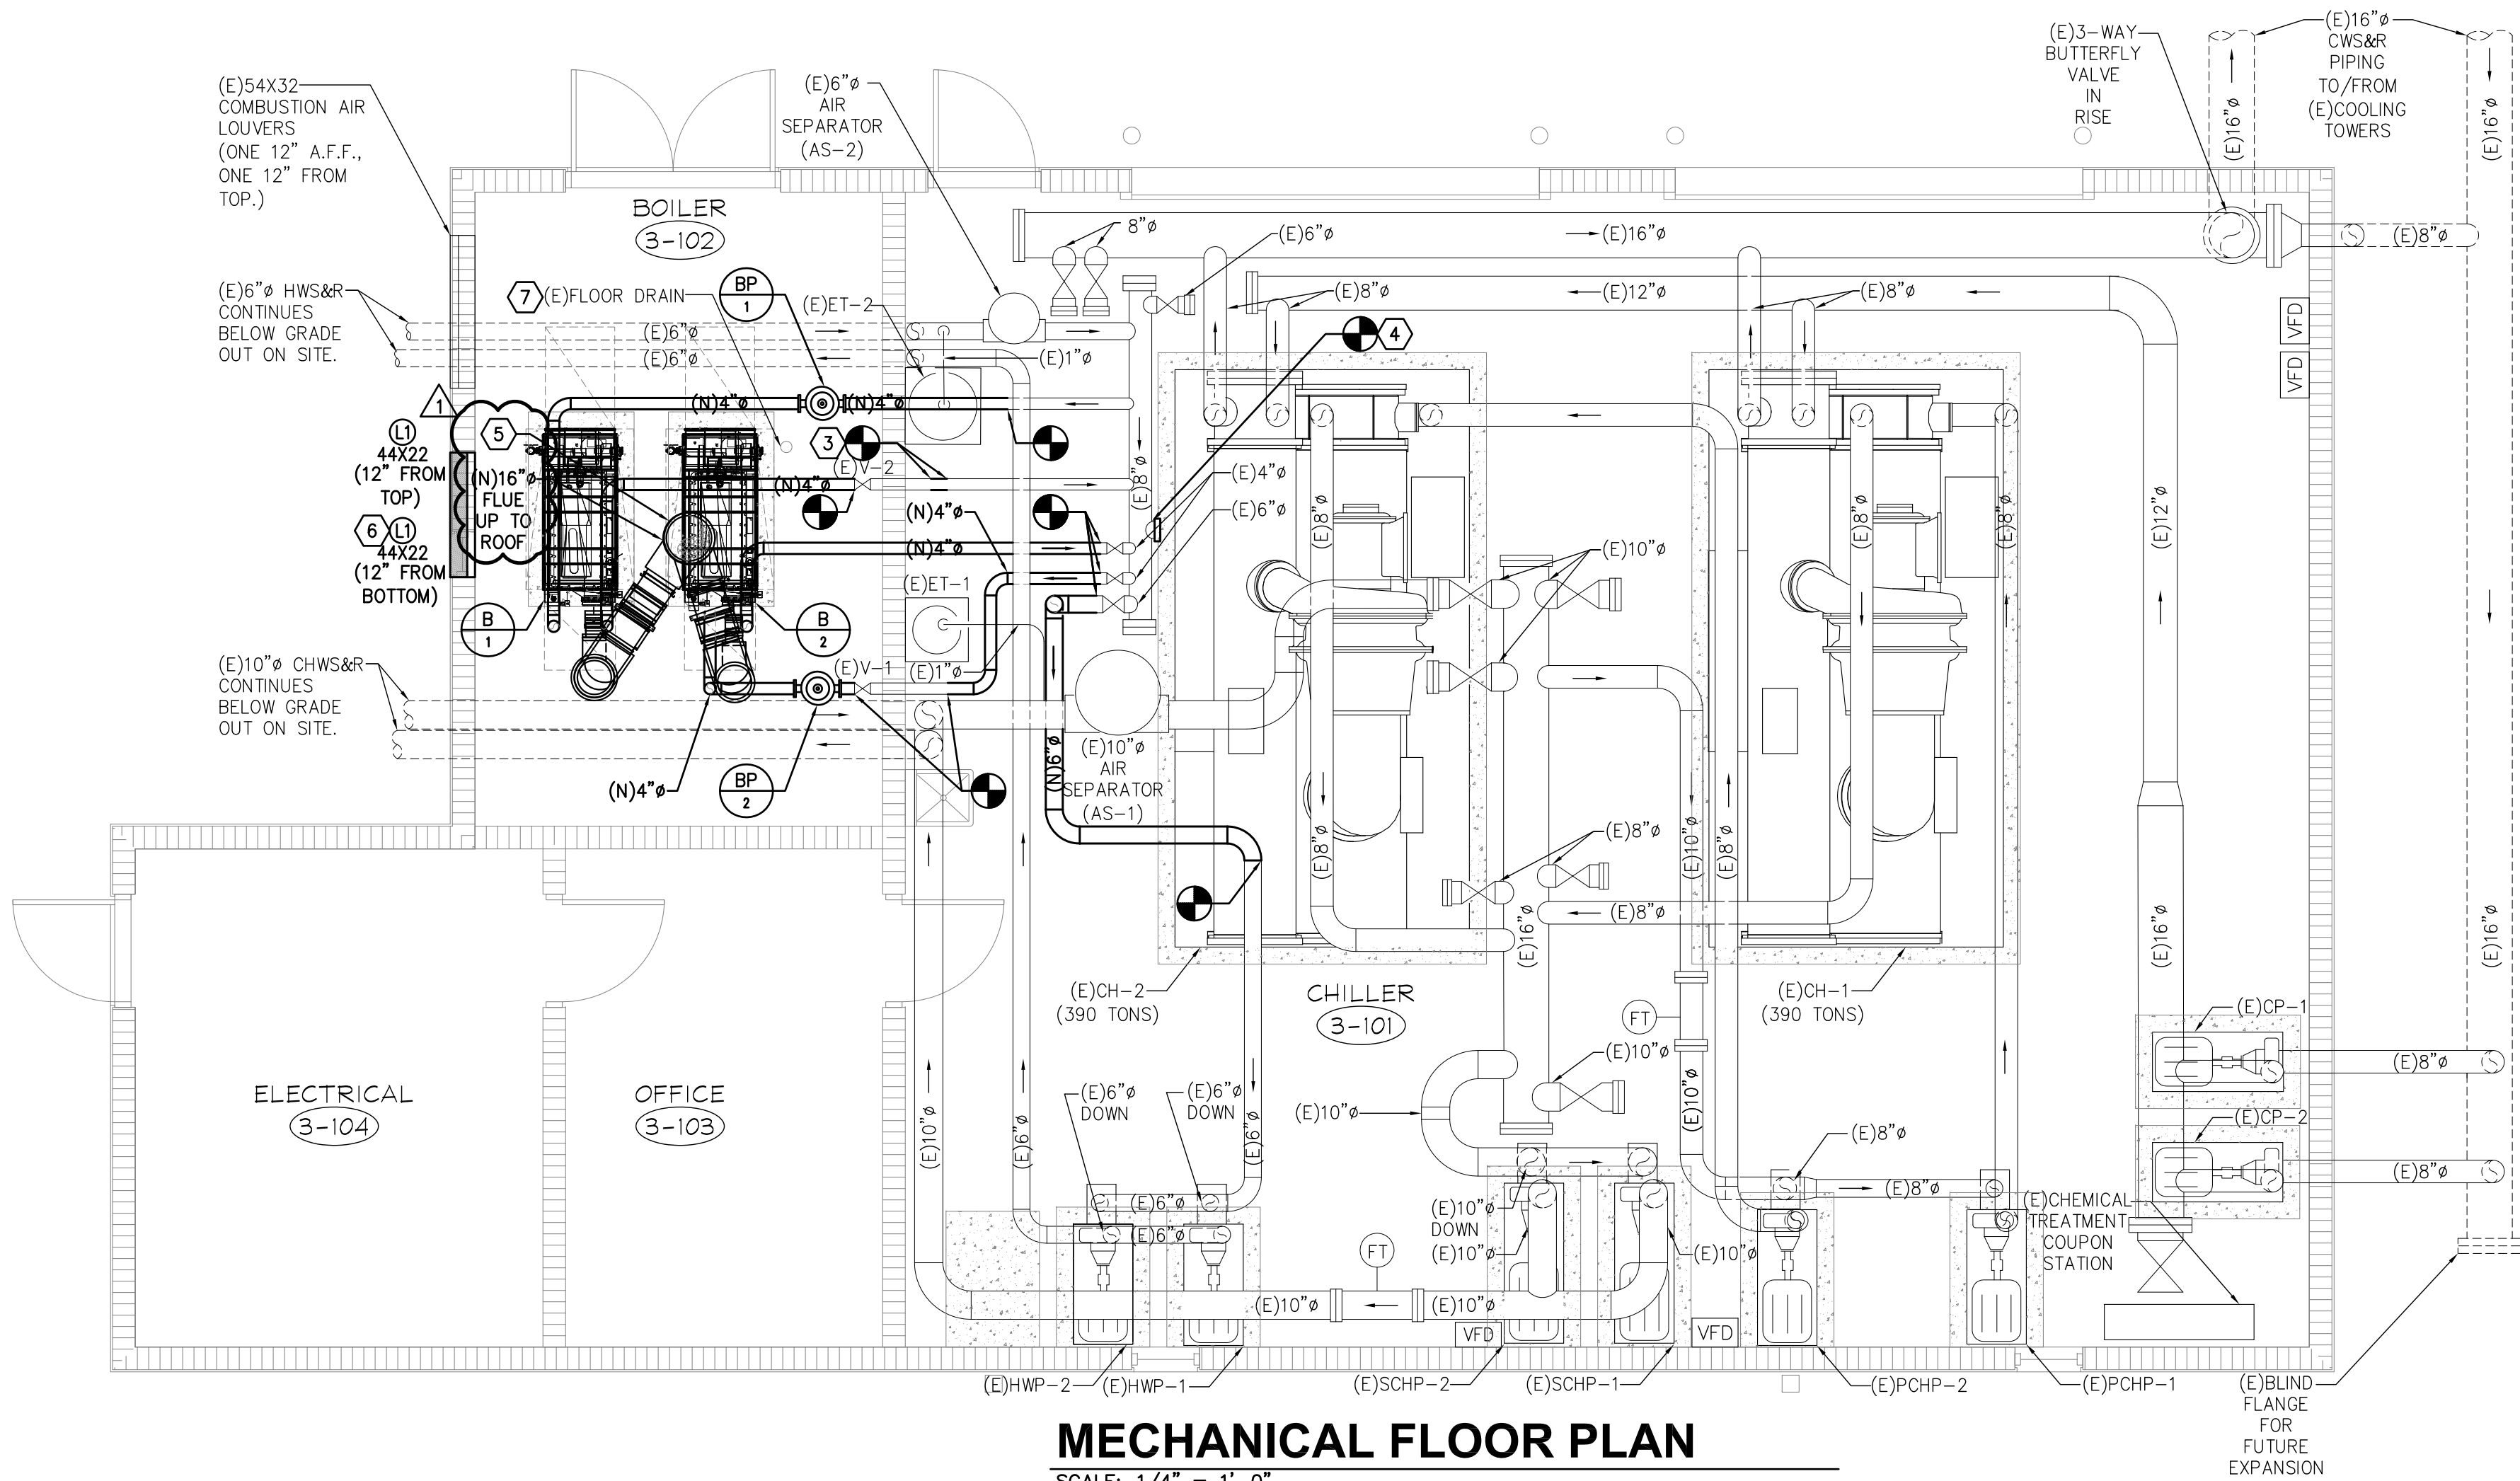 (E)54X32
COMBUSTION AIR
LOUVERS
(ONE 12" A.F.F.,
ONE 12" FROM
TOP.)
(E)6"ø
AIR
SEPARATOR
(AS-2)
(E)3-WAY
BUTTERFLY
VALVE
IN
RISE
(E)16"ø
CWS&R
PIPING
TO/FROM
(E)COOLING
TOWERS
(E)16"ø
(E)16"ø
BOILER
3-102
8"ø
(E)6"ø
(E)16"ø
(E)8"ø
(E)6"ø HWS&R
CONTINUES
BELOW GRADE
OUT ON SITE.
7
(E)FLOOR DRAIN
BP
1
(E)ET-2
(E)8"ø
(E)12"ø
(E)8"ø
VFD
VFD
(E)6"ø
(E)6"ø
(E)1"ø
4
1
(N)4"ø
(N)4"ø
L1
44X22
(12" FROM
TOP)
5
(N)16"ø
FLUE
UP TO
ROOF
3
(E)V-2
(N)4"ø
(E)8"ø
(E)4"ø
(E)6"ø
(E)8"ø
(E)8"ø
(E)8"ø
(E)12"ø
6
L1
44X22
(12" FROM
BOTTOM)
(N)4"ø
(N)4"ø
(E)10"ø
(E)ET-1
B
1
B
2
(E)10"ø CHWS&R
CONTINUES
BELOW GRADE
OUT ON SITE.
(E)V-1
(E)1"ø
(N)4"ø
BP
2
(N)6"ø
(E)10"ø
AIR
SEPARATOR
(AS-1)
(E)8"ø
(E)8"ø
(E)10"ø
(E)8"ø
(E)8"ø
(E)16"ø
(E)16"ø
(E)16"ø
(E)CH-2
(390 TONS)
CHILLER
3-101
FT
(E)CH-1
(390 TONS)
(E)CP-1
(E)10"ø
(E)8"ø
ELECTRICAL
3-104
OFFICE
3-103
(E)10"ø
(E)6"ø
(E)6"ø
DOWN
(E)6"ø
DOWN
(E)6"ø
(E)10"ø
(E)10"ø
(E)8"ø
(E)CP-2
(E)8"ø
(E)6"ø
(E)6"ø
(E)10"ø
DOWN
(E)10"ø
(E)10"ø
(E)8"ø
(E)CHEMICAL
TREATMENT
COUPON
STATION
FT
(E)10"ø
(E)10"ø
VFD
VFD
(E)HWP-2
(E)HWP-1
(E)SCHP-2
(E)SCHP-1
(E)PCHP-2
(E)PCHP-1
(E)BLIND
FLANGE
FOR
FUTURE
EXPANSION
MECHANICAL FLOOR PLAN
SCALE: 1/4" = 1'-0"